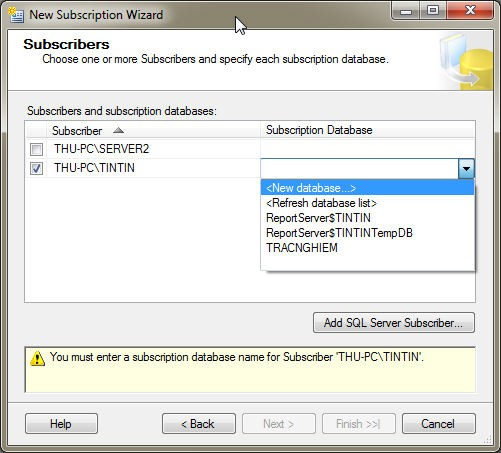 New Subscription Wizard
Subscribers
Choose one or more Subscribers and specify each subscription database.
Subscribers and subscription databases:
Subscriber Subscription Database
THU-PC\SERVER2
THU-PC\TINTIN
<New database...>
<Refresh database list>
ReportServer$TINTIN
ReportServer$TINTINTempDB
TRACNGHIEM
Add SQL Server Subscriber...
You must enter a subscription database name for Subscriber 'THU-PC\TINTIN'.
Help < Back Next > Finish >>| Cancel